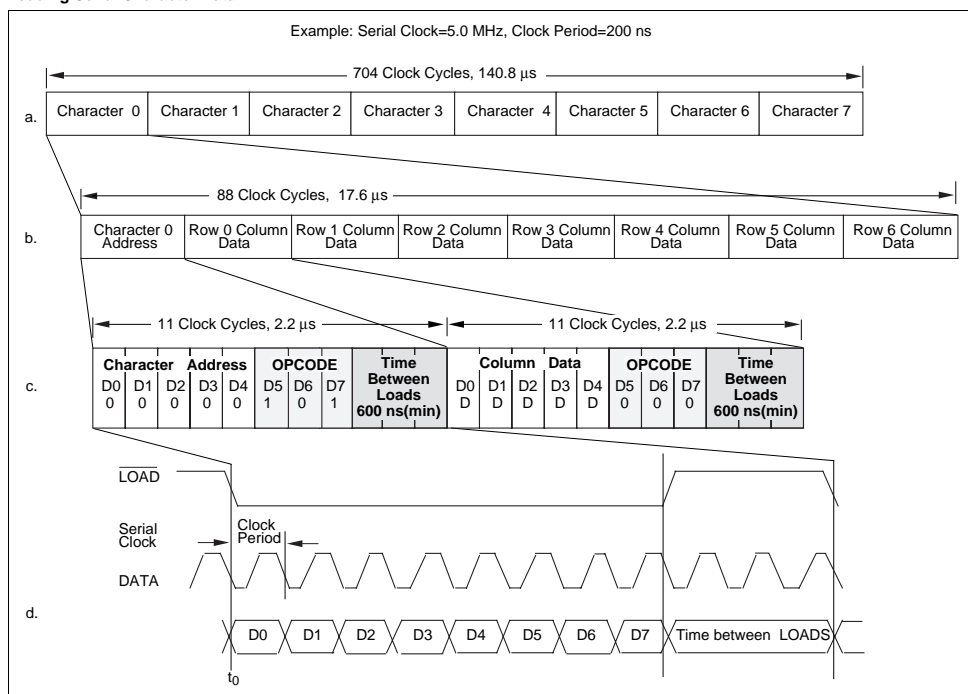 Example: Serial Clock=5.0 MHz, Clock Period=200 ns
704 Clock Cycles, 140.8 μs
a.
Character 0 Character 1 Character 2 Character 3 Character 4 Character 5 Character 6 Character 7
88 Clock Cycles, 17.6 μs
b.
Character 0 Address
Row 0 Column Data
Row 1 Column Data
Row 2 Column Data
Row 3 Column Data
Row 4 Column Data
Row 5 Column Data
Row 6 Column Data
11 Clock Cycles, 2.2 μs
11 Clock Cycles, 2.2 μs
c.
Character Address OPCODE
D0 D1 D2 D3 D4 D5 D6 D7
0 0 0 0 0 1 0 1
Time
Between
Loads
600 ns(min)
Column Data OPCODE
D0 D1 D2 D3 D4 D5 D6 D7
D D D D D 0 0 0
Time
Between
Loads
600 ns(min)
LOAD
Serial
Clock
Clock
Period
DATA
d.
D0 D1 D2 D3 D4 D5 D6 D7 Time between LOADS
t0